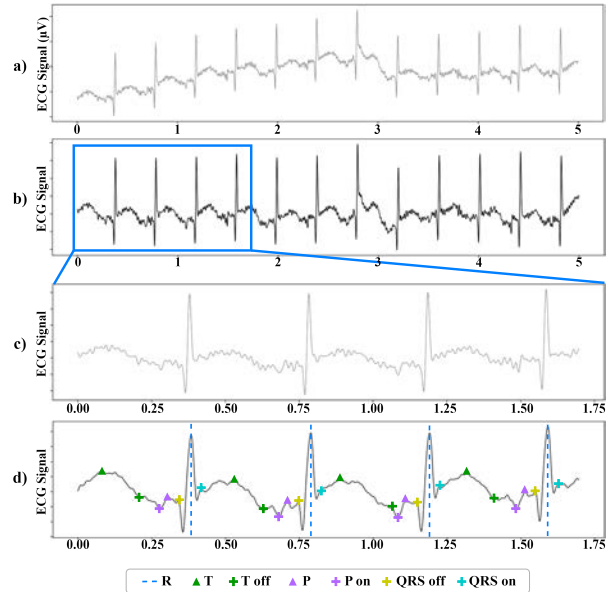 a)
ECG Signal (µV)
0 1 2 3 4 5
b)
ECG Signal
0 1 2 3 4 5
c)
ECG Signal
0.00 0.25 0.50 0.75 1.00 1.25 1.50 1.75
d)
ECG Signal
0.00 0.25 0.50 0.75 1.00 1.25 1.50 1.75
R T T off P P on QRS off QRS on